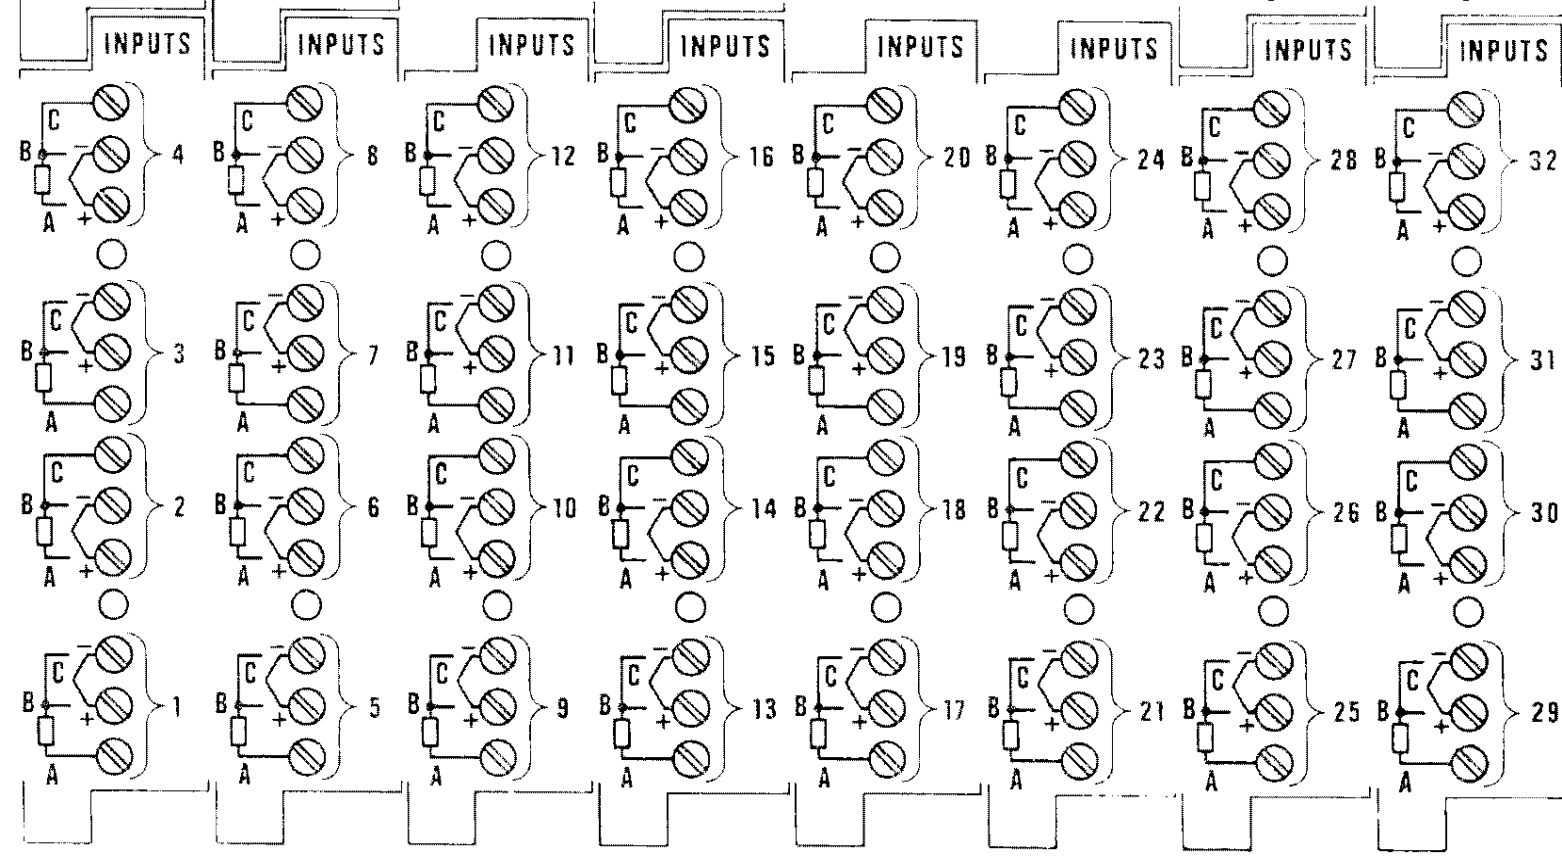 INPUTS INPUTS INPUTS INPUTS INPUTS INPUTS INPUTS INPUTS
C C C C C C C C
B − 4 B − 8 B − 12 B − 16 B − 20 B − 24 B − 28 B − 32
A + A + A + A + A + A + A + A +
C − C − C − C − C − C − C − C −
B + 3 B + 7 B + 11 B + 15 B + 19 B + 23 B + 27 B + 31
A A A A A A A A
C C C C C C C C
B − 2 B − 6 B − 10 B − 14 B − 18 B − 22 B − 26 B − 30
A + A + A + A + A + A + A + A +
C − C − C − C − C − C − C − C −
B + 1 B + 5 B + 9 B + 13 B + 17 B + 21 B + 25 B + 29
A A A A A A A A